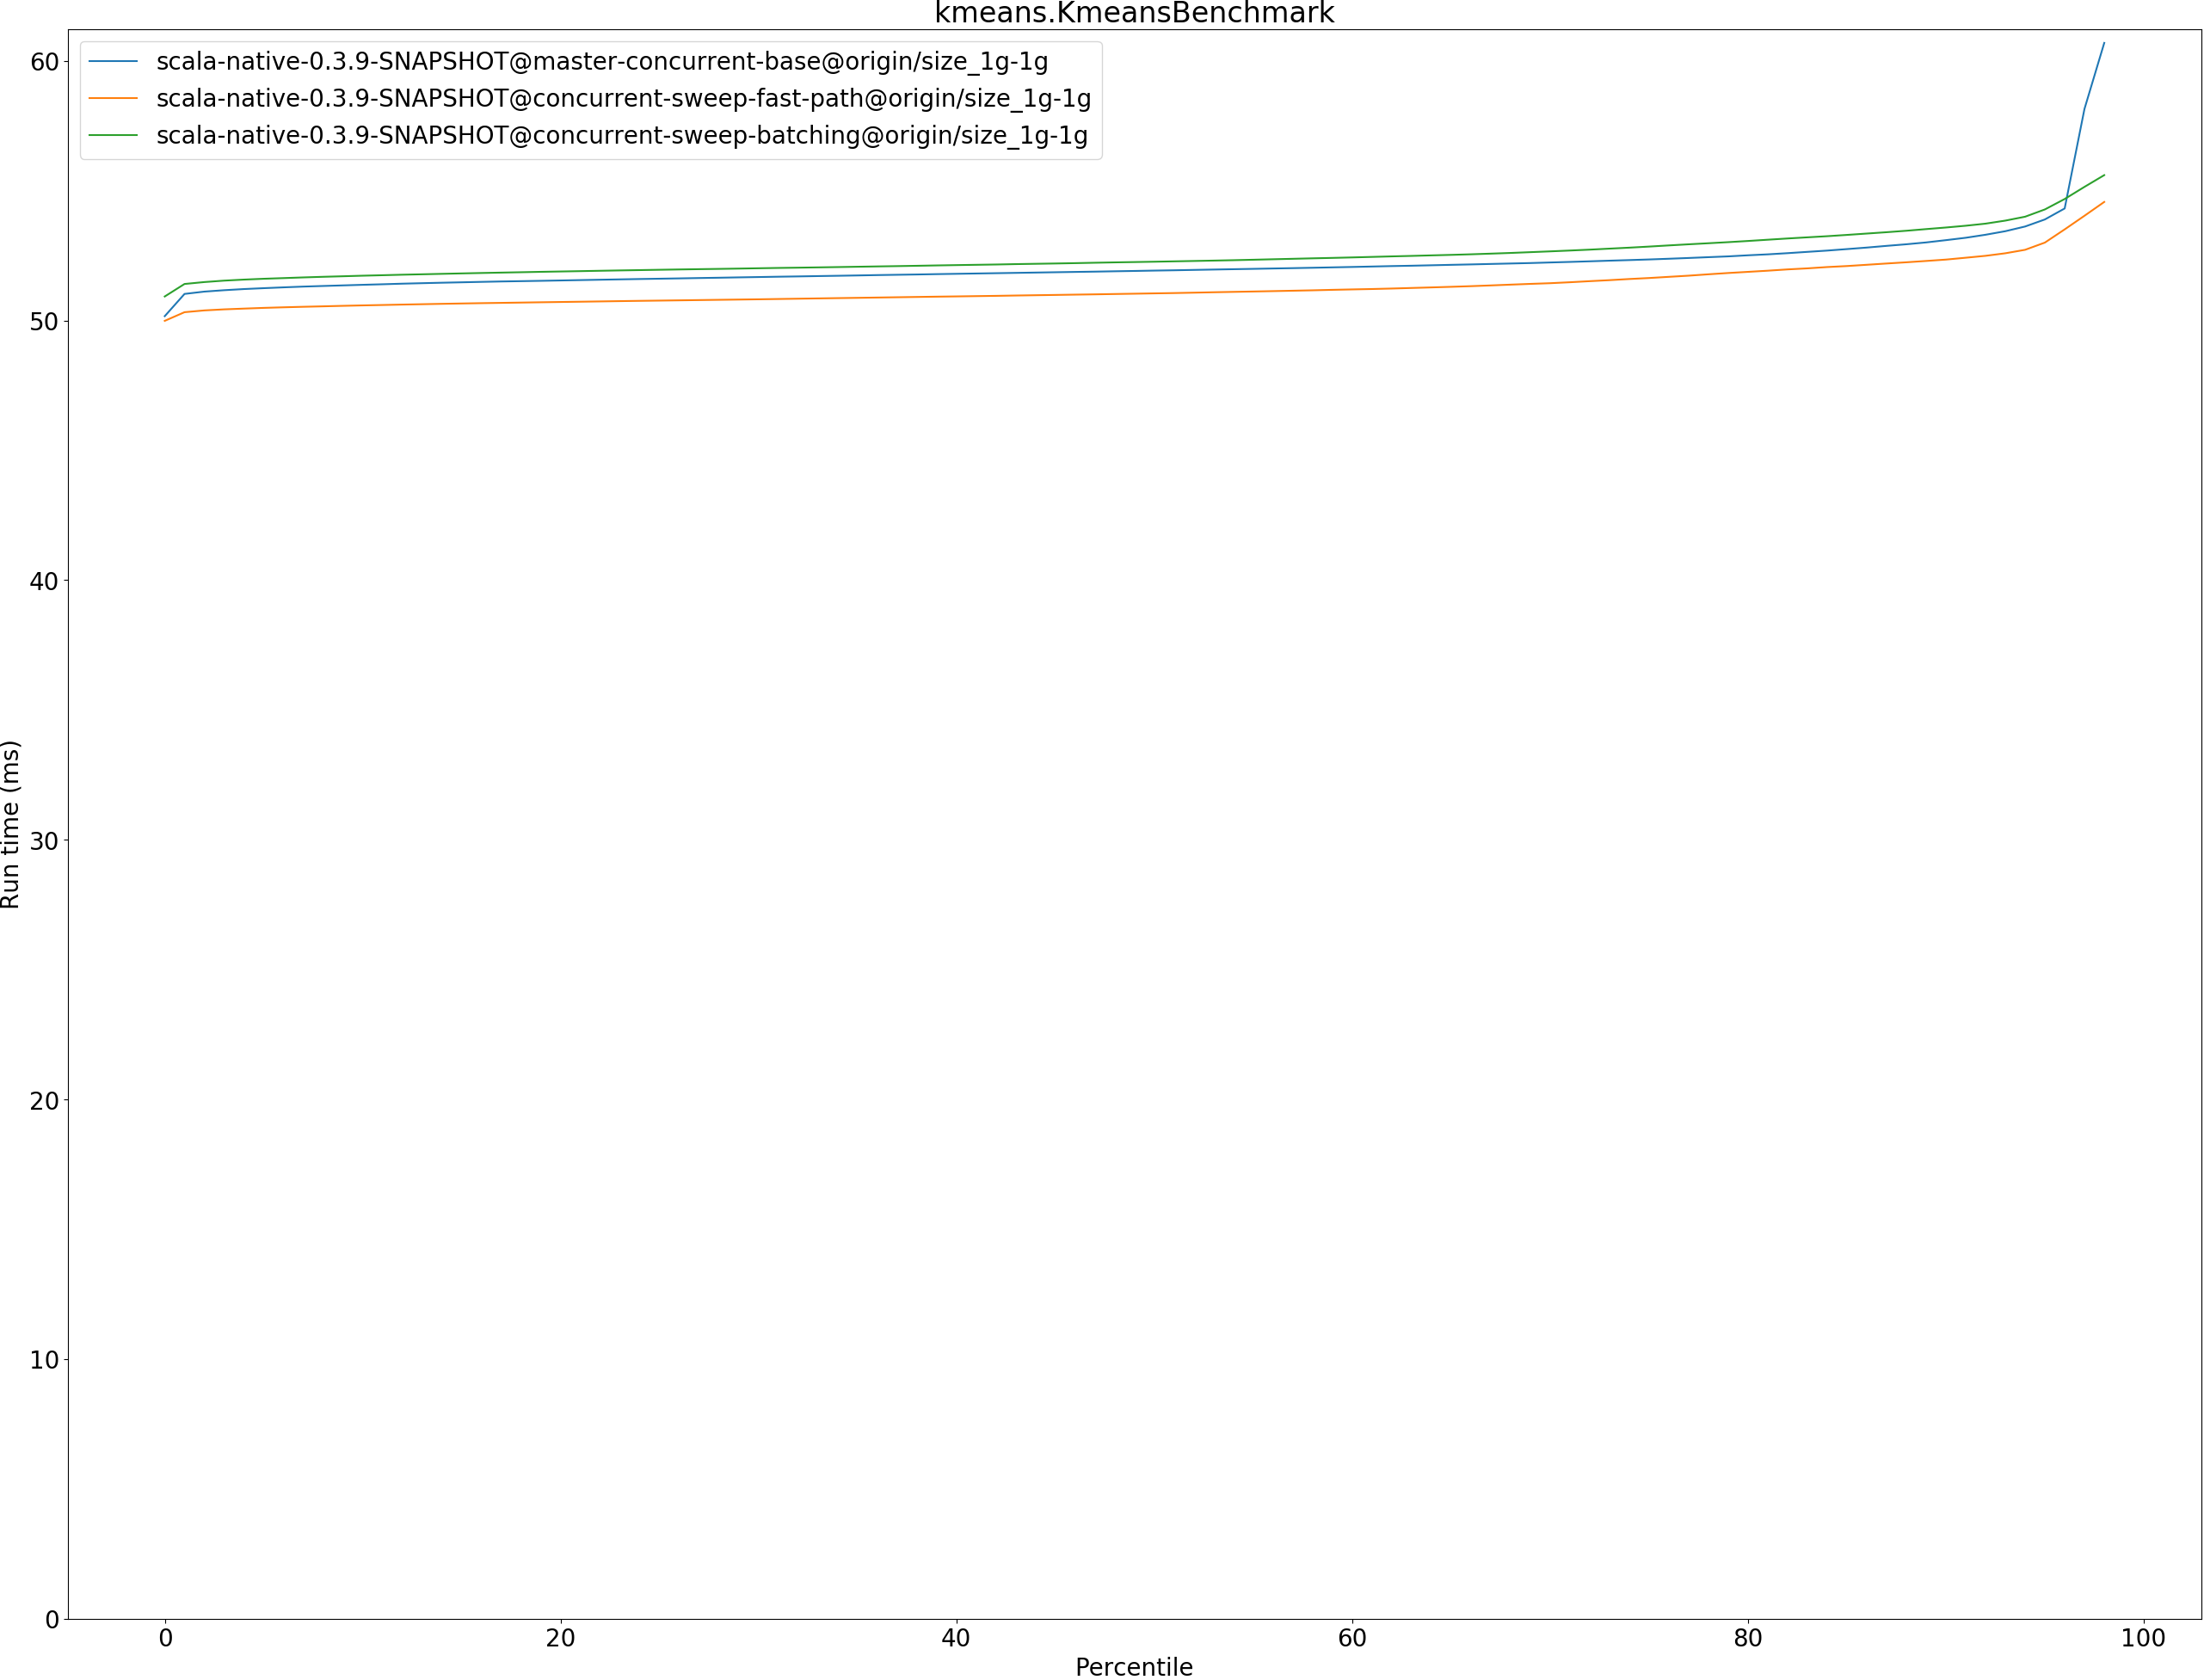 kmeans.KmeansBenchmark
scala-native-0.3.9-SNAPSHOT@master-concurrent-base@origin/size_1g-1g
scala-native-0.3.9-SNAPSHOT@concurrent-sweep-fast-path@origin/size_1g-1g
scala-native-0.3.9-SNAPSHOT@concurrent-sweep-batching@origin/size_1g-1g
60
50
40
30
20
10
0
Run time (ms)
0 20 40 60 80 100
Percentile